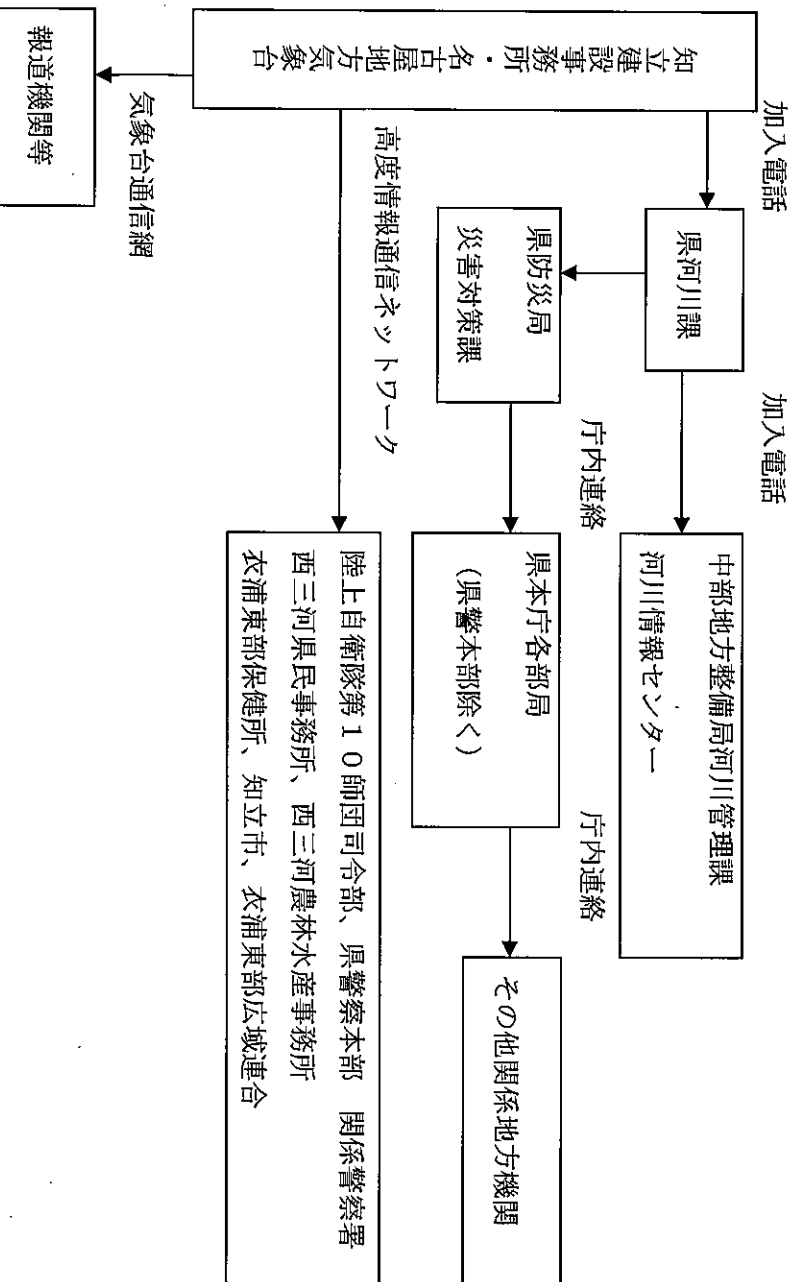 加入電話
加入電話
知立建設事務所・名古屋地方気象台
県河川課
中部地方整備局河川管理課
河川情報センター
庁内連絡
庁内連絡
県防災局
災害対策課
県本庁各部局
(県警本部除く)
その他関係地方機関
高度情報通信ネットワーク
陸上自衛隊第10師団司令部、県警察本部 関係警察署
西三河県民事務所、西三河農林水産事務所
衣浦東部保健所、知立市、衣浦東部広域連合
気象台通信網
報道機関等